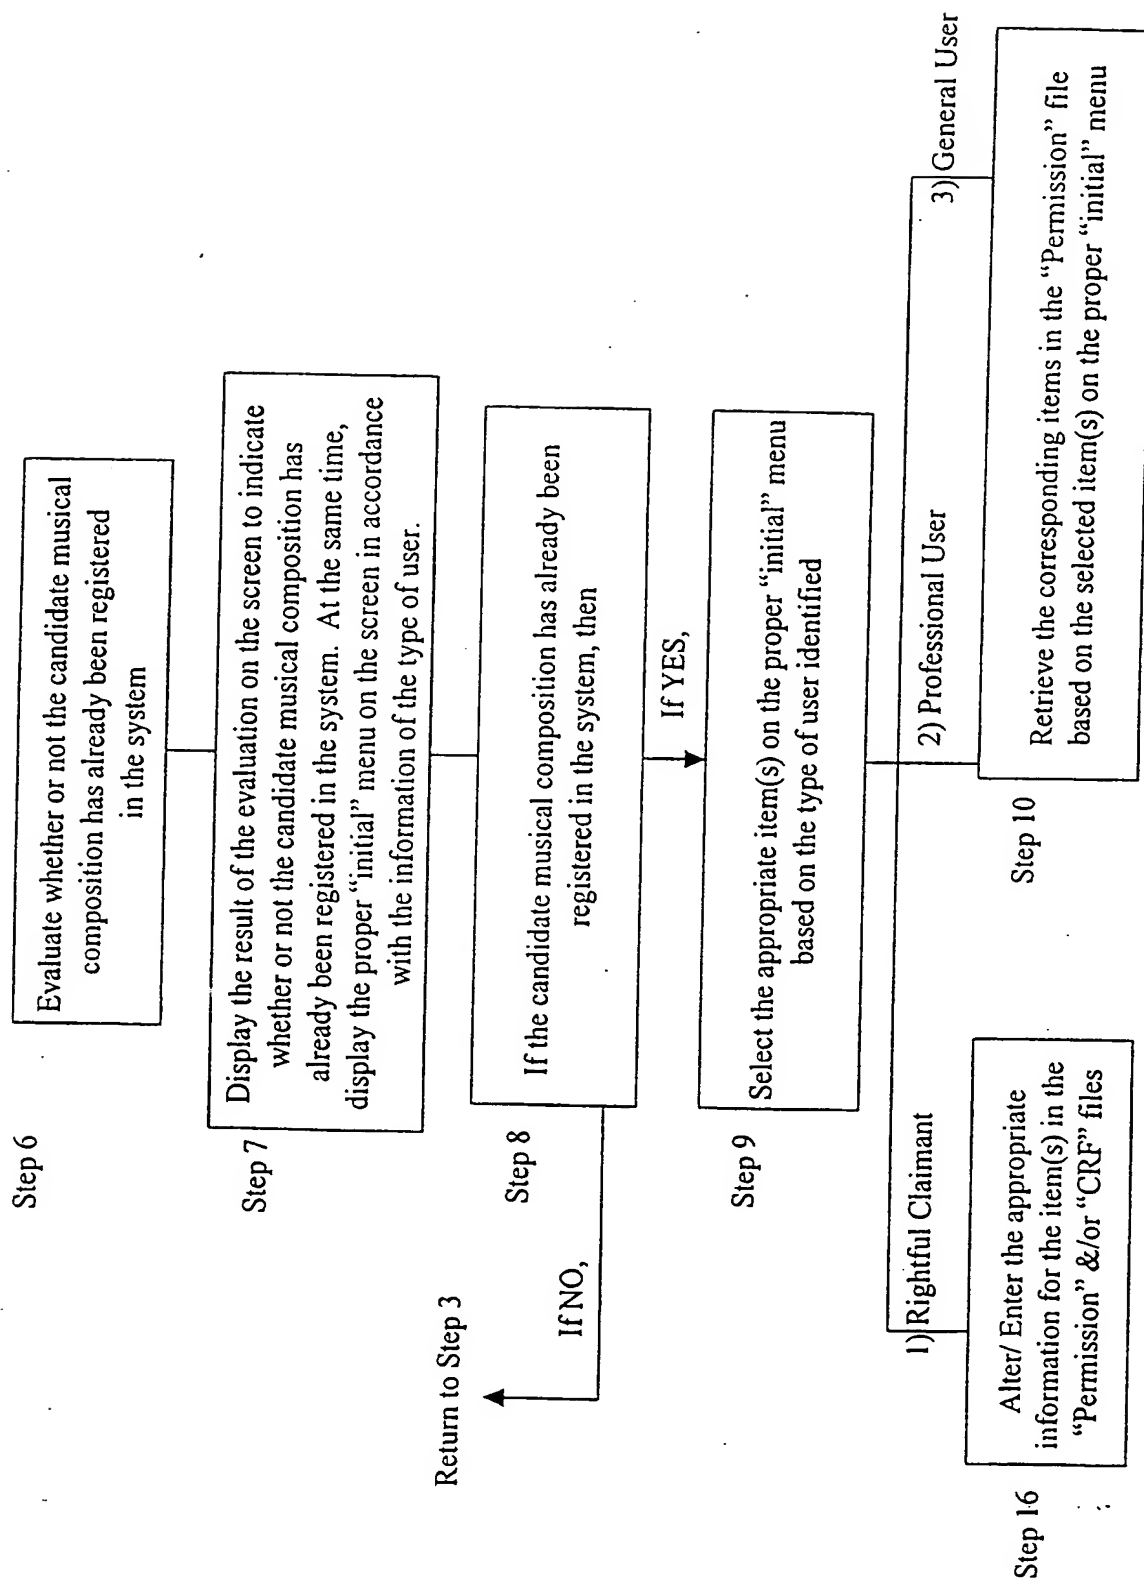 Step 6
Evaluate whether or not the candidate musical
composition has already been registered
in the system
Step 7
Display the result of the evaluation on the screen to indicate
whether or not the candidate musical composition has
already been registered in the system. At the same time,
display the proper “initial” menu on the screen in accordance
with the information of the type of user.
Step 8
If the candidate musical composition has already been
registered in the system, then
Return to Step 3
If NO,
If YES,
Step 9
Select the appropriate item(s) on the proper “initial” menu
based on the type of user identified
1) Rightful Claimant
2) Professional User
3) General User
Step 16
Alter/ Enter the appropriate
information for the item(s) in the
“Permission” &/or “CRF” files
Step 10
Retrieve the corresponding items in the “Permission” file
based on the selected item(s) on the proper “initial” menu